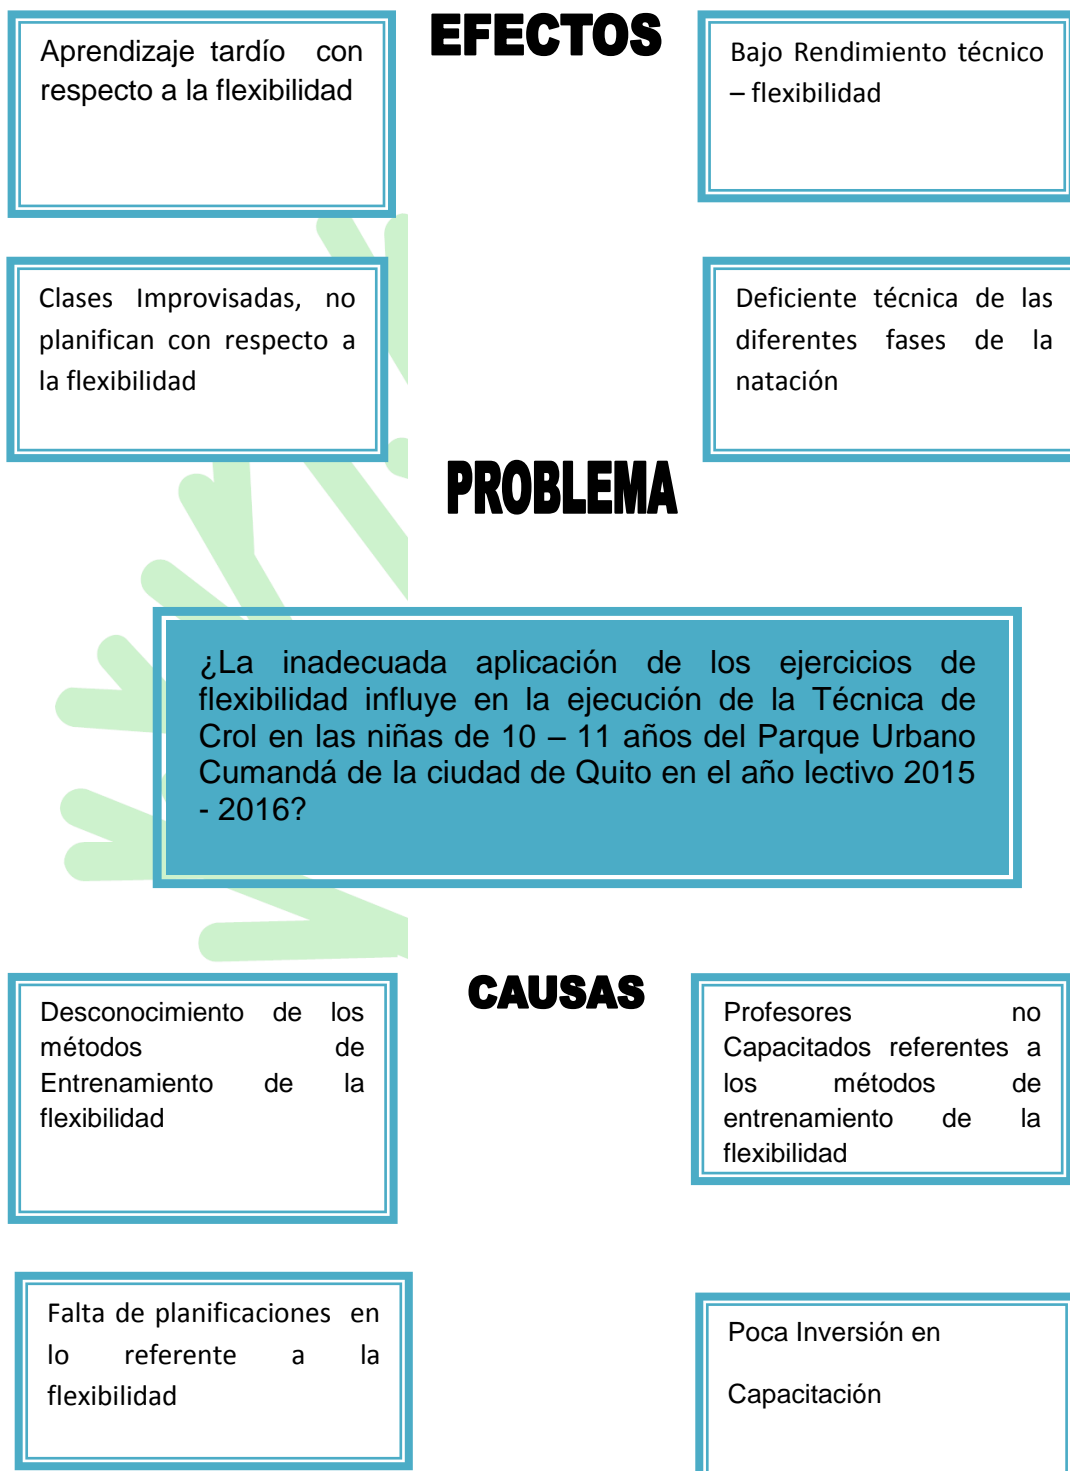 EFECTOS
Aprendizaje tardío con
respecto a la flexibilidad
Bajo Rendimiento técnico
– flexibilidad
Clases Improvisadas, no
planifican con respecto a
la flexibilidad
Deficiente técnica de las
diferentes fases de la
natación
PROBLEMA
¿La inadecuada aplicación de los ejercicios de
flexibilidad influye en la ejecución de la Técnica de
Crol en las niñas de 10 – 11 años del Parque Urbano
Cumandá de la ciudad de Quito en el año lectivo 2015
- 2016?
CAUSAS
Desconocimiento de los
métodos de
Entrenamiento de la
flexibilidad
Profesores no
Capacitados referentes a
los métodos de
entrenamiento de la
flexibilidad
Falta de planificaciones en
lo referente a la
flexibilidad
Poca Inversión en
Capacitación